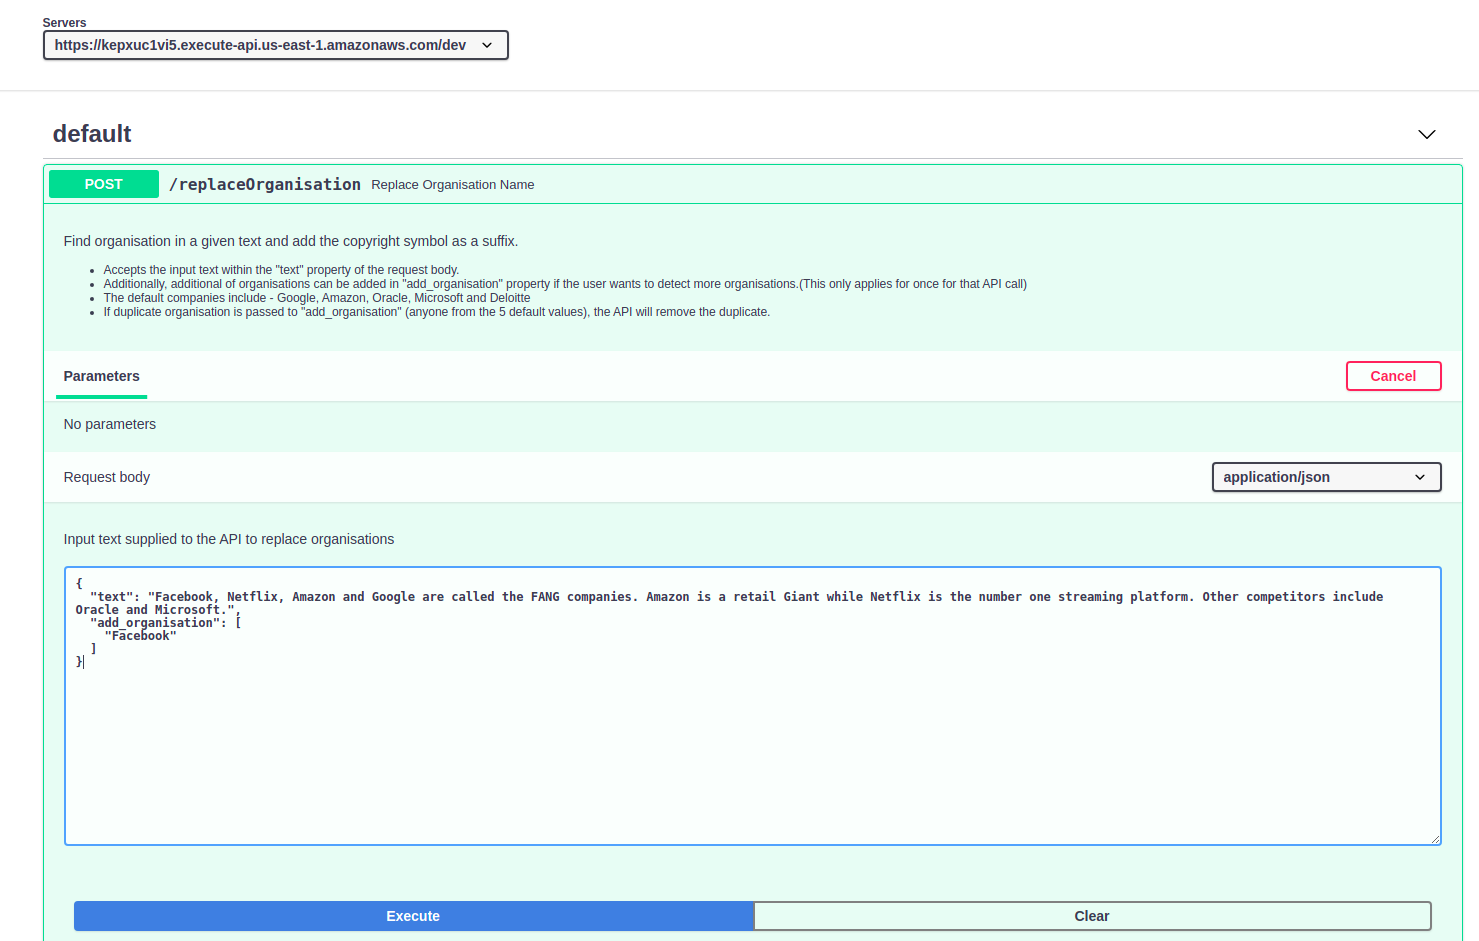 Servers
https://kepxuc1vi5.execute-api.us-east-1.amazonaws.com/dev
default
POST /replaceOrganisation Replace Organisation Name
Find organisation in a given text and add the copyright symbol as a suffix.
• Accepts the input text within the "text" property of the request body.
• Additionally, additional of organisations can be added in "add_organisation" property if the user wants to detect more organisations.(This only applies for once for that API call)
• The default companies include - Google, Amazon, Oracle, Microsoft and Deloitte
• If duplicate organisation is passed to "add_organisation" (anyone from the 5 default values), the API will remove the duplicate.
Parameters Cancel
No parameters
Request body application/json
Input text supplied to the API to replace organisations
{
  "text": "Facebook, Netflix, Amazon and Google are called the FANG companies. Amazon is a retail Giant while Netflix is the number one streaming platform. Other competitors include
Oracle and Microsoft.",
  "add_organisation": [
    "Facebook"
  ]
}
Execute Clear